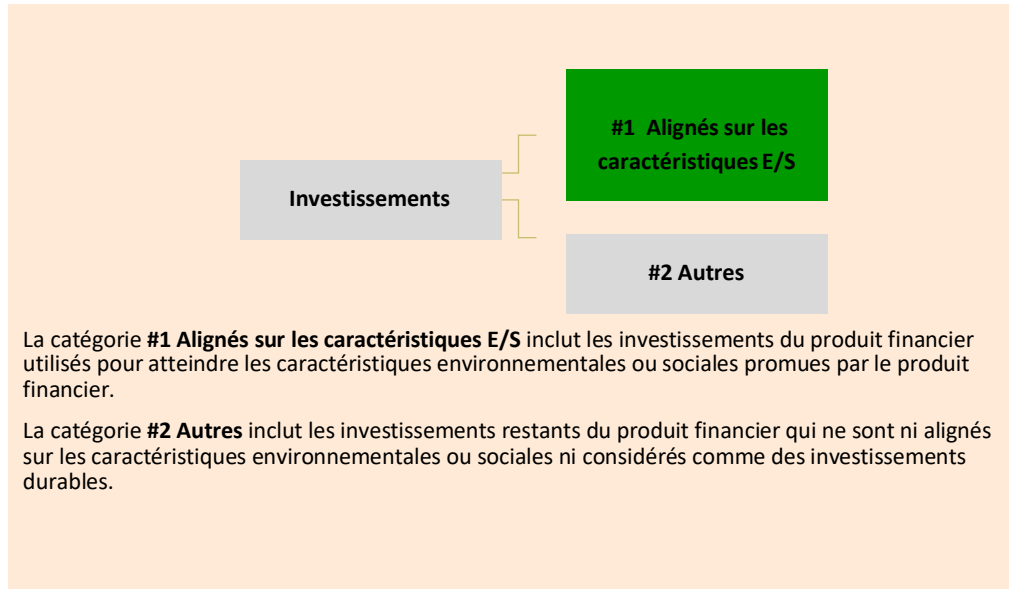 #1 Alignés sur les
caractéristiques E/S
Investissements
#2 Autres
La catégorie #1 Alignés sur les caractéristiques E/S inclut les investissements du produit financier
utilisés pour atteindre les caractéristiques environnementales ou sociales promues par le produit
financier.
La catégorie #2 Autres inclut les investissements restants du produit financier qui ne sont ni alignés
sur les caractéristiques environnementales ou sociales ni considérés comme des investissements
durables.